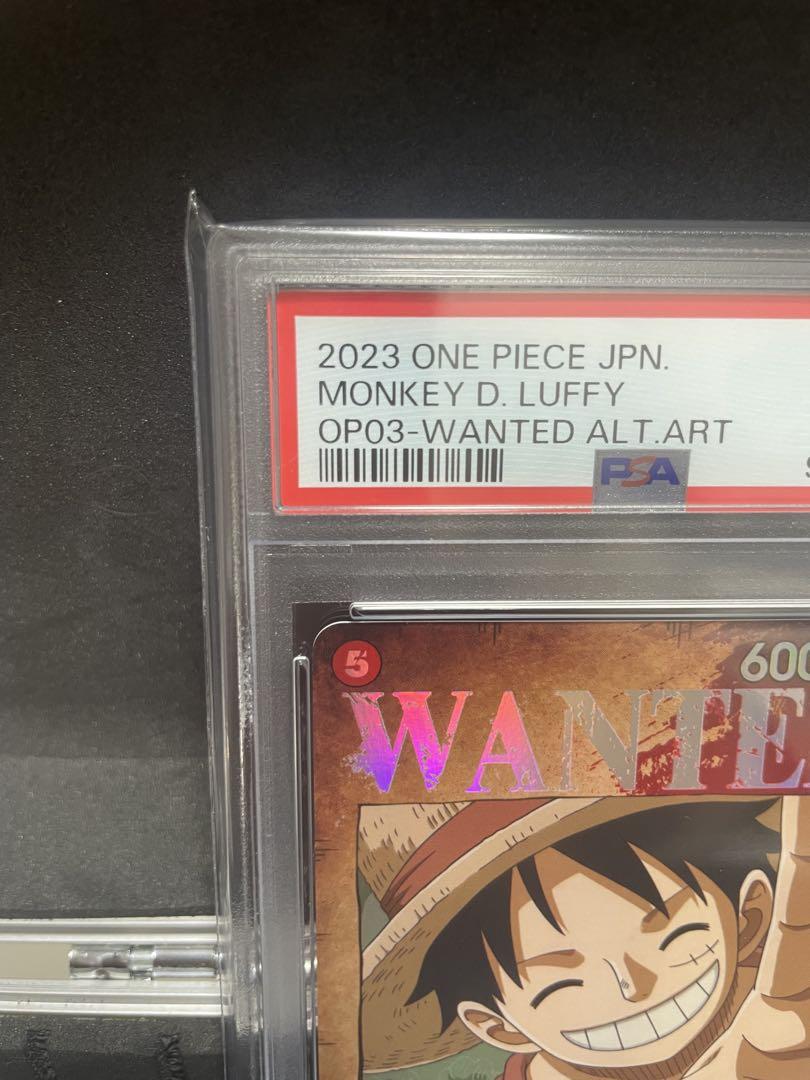 2023 ONE PIECE JPN.
MONKEY D. LUFFY
OP03-WANTED ALT.ART
PSA
5
600
WANTE